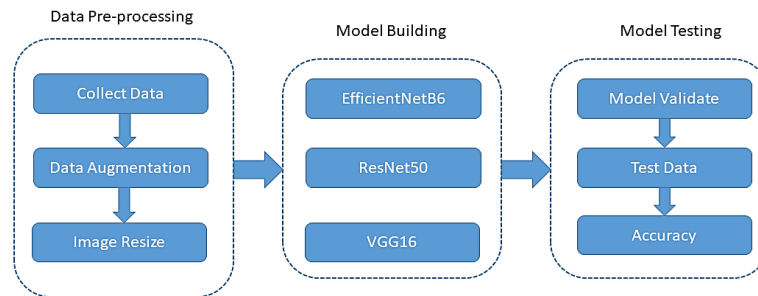 Data Pre-processing
Collect Data
Data Augmentation
Image Resize
Model Building
EfficientNetB6
ResNet50
VGG16
Model Testing
Model Validate
Test Data
Accuracy